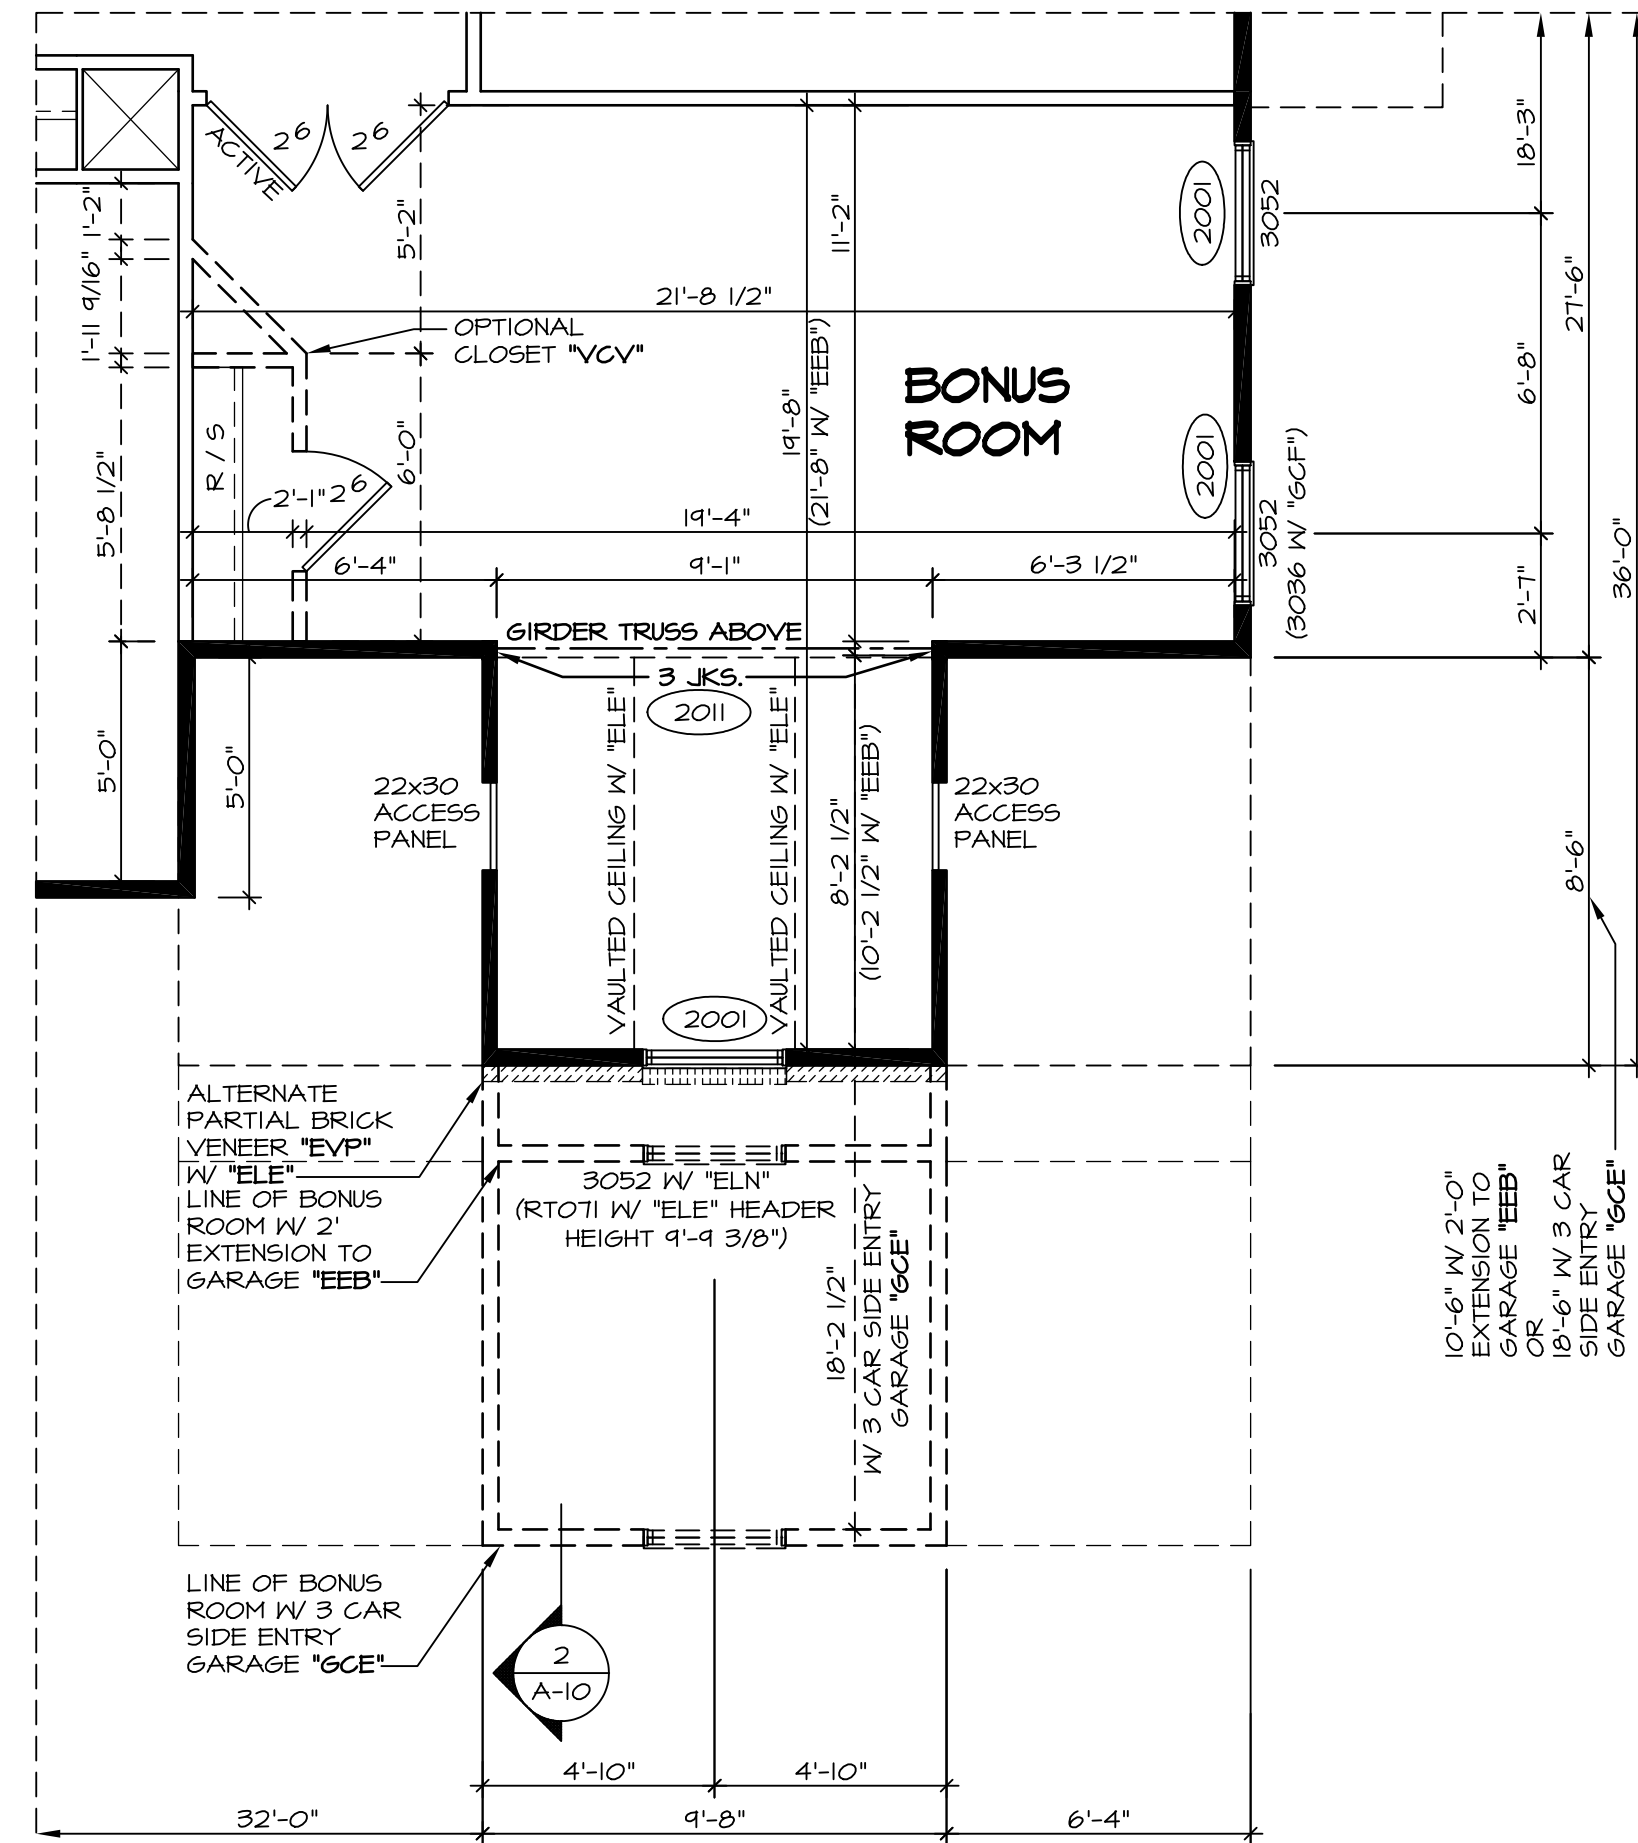 ACTIVE
2⁶
2⁶
5'-2"
11'-2"
1'-2"
1'-11 9/16"
5'-8 1/2"
5'-0"
5'-0"
21'-8 1/2"
OPTIONAL
CLOSET "VCV"
BONUS
ROOM
R / S
2'-1"
2⁶
6'-0"
19'-8"
(21'-8" W/ "EEB")
19'-4"
6'-4"
9'-1"
6'-3 1/2"
2001
3052
2001
3052
(3036 W/ "GCF")
18'-3"
6'-8"
2'-7"
27'-6"
36'-0"
8'-6"
GIRDER TRUSS ABOVE
3 JKS.
2011
VAULTED CEILING W/ "ELE"
VAULTED CEILING W/ "ELE"
22x30
ACCESS
PANEL
22x30
ACCESS
PANEL
8'-2 1/2"
(10'-2 1/2" W/ "EEB")
2001
ALTERNATE
PARTIAL BRICK
VENEER "EVP"
W/ "ELE"
LINE OF BONUS
ROOM W/ 2'
EXTENSION TO
GARAGE "EEB"
3052 W/ "ELN"
(RT071 W/ "ELE" HEADER
HEIGHT 9'-9 3/8")
18'-2 1/2"
W/ 3 CAR SIDE ENTRY
GARAGE "GCE"
10'-6" W/ 2'-0"
EXTENSION TO
GARAGE "EEB"
OR
18'-6" W/ 3 CAR
SIDE ENTRY
GARAGE "GCE"
LINE OF BONUS
ROOM W/ 3 CAR
SIDE ENTRY
GARAGE "GCE"
2
A-10
4'-10"
4'-10"
32'-0"
9'-8"
6'-4"